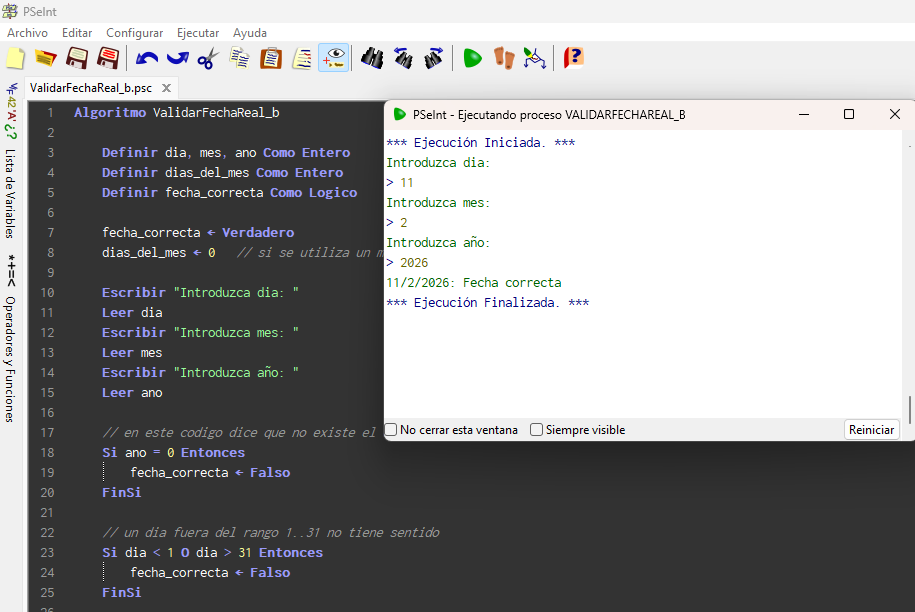 PSeInt
Archivo Editar Configurar Ejecutar Ayuda
ValidarFechaReal_b.psc
Lista de Variables
Operadores y Funciones
1 Algoritmo ValidarFechaReal_b
2
3 Definir dia, mes, ano Como Entero
4 Definir dias_del_mes Como Entero
5 Definir fecha_correcta Como Logico
6
7 fecha_correcta ← Verdadero
8 dias_del_mes ← 0 // si se utiliza un
9
10 Escribir "Introduzca dia: "
11 Leer dia
12 Escribir "Introduzca mes: "
13 Leer mes
14 Escribir "Introduzca año: "
15 Leer ano
16
17 // en este codigo dice que no existe el
18 Si ano = 0 Entonces
19 fecha_correcta ← Falso
20 FinSi
21
22 // un dia fuera del rango 1..31 no tiene sentido
23 Si dia < 1 O dia > 31 Entonces
24 fecha_correcta ← Falso
25 FinSi
PSeInt - Ejecutando proceso VALIDARFECHAREAL_B
*** Ejecución Iniciada. ***
Introduzca dia:
> 11
Introduzca mes:
> 2
Introduzca año:
> 2026
11/2/2026: Fecha correcta
*** Ejecución Finalizada. ***
No cerrar esta ventana Siempre visible Reiniciar